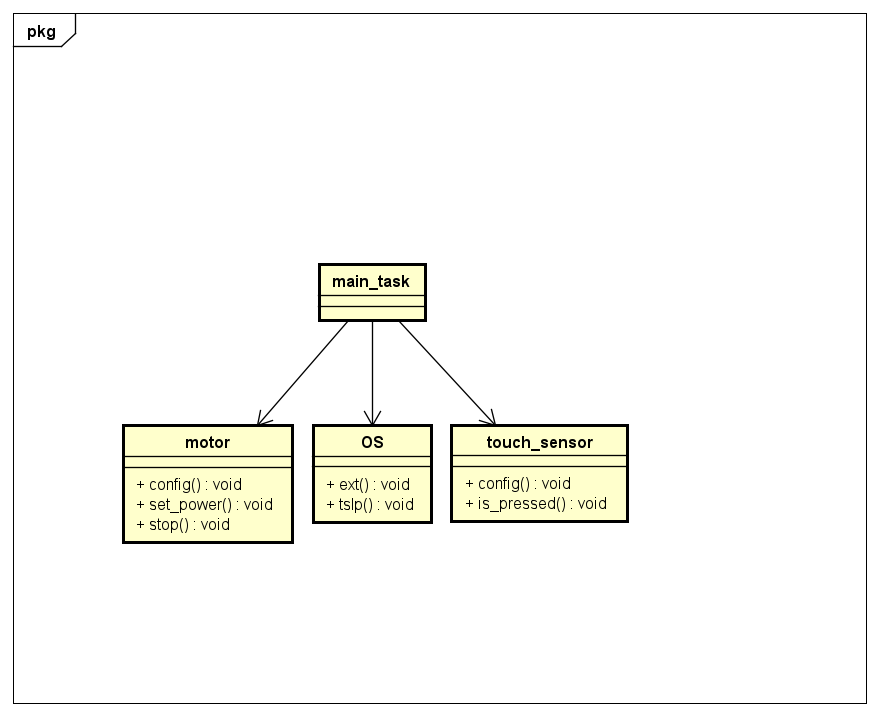 pkg
main_task
motor
+ config() : void
+ set_power() : void
+ stop() : void
OS
+ ext() : void
+ tslp() : void
touch_sensor
+ config() : void
+ is_pressed() : void